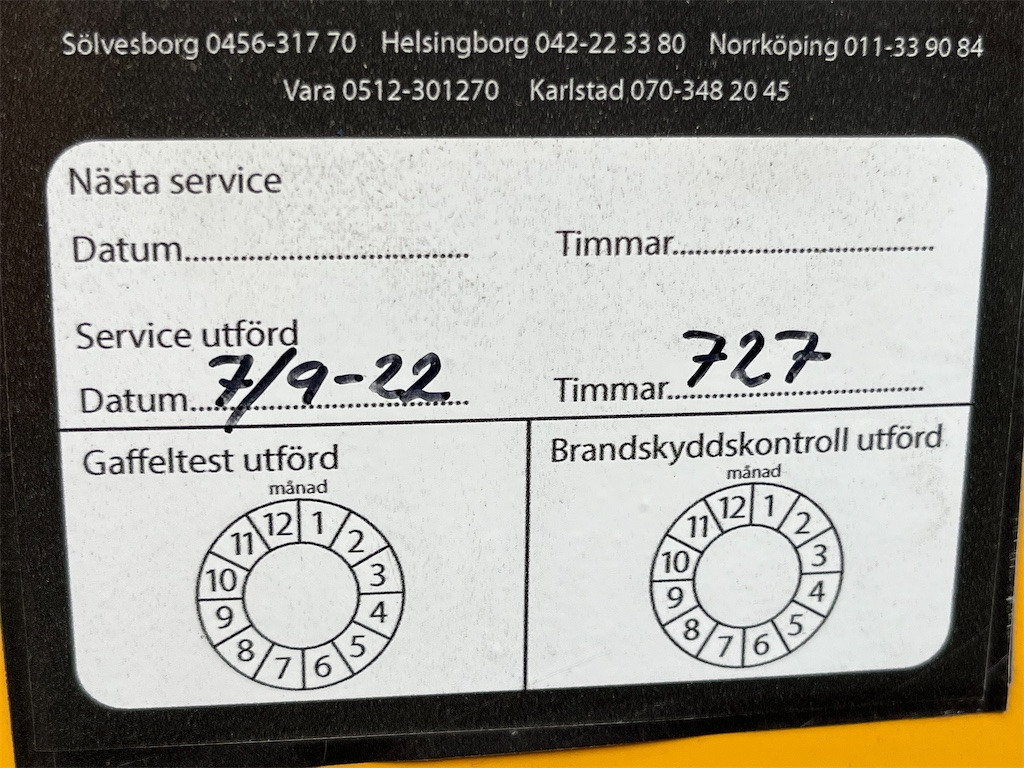 Sölvesborg 0456-317 70 Helsingborg 042-22 33 80 Norrköping 011-33 90 84
Vara 0512-301270 Karlstad 070-348 20 45
Nästa service
Datum............................ Timmar............................
Service utförd
Datum...7/9-22... Timmar...727...
Gaffeltest utförd
månad
1 2 3 4 5 6 7 8 9 10 11 12
Brandskyddskontroll utförd
månad
1 2 3 4 5 6 7 8 9 10 11 12